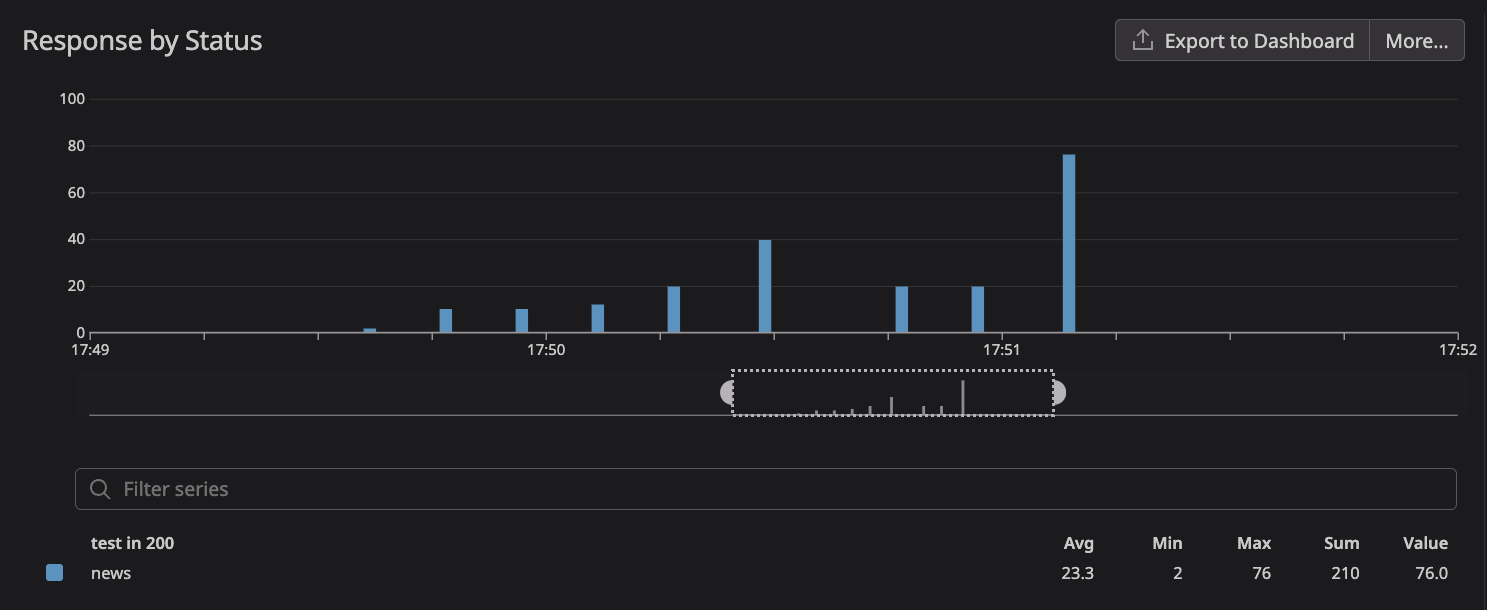 Response by Status
Export to Dashboard More...
100
80
60
40
20
0
17:49 17:50 17:51 17:52
Filter series
test in 200 Avg Min Max Sum Value
news 23.3 2 76 210 76.0